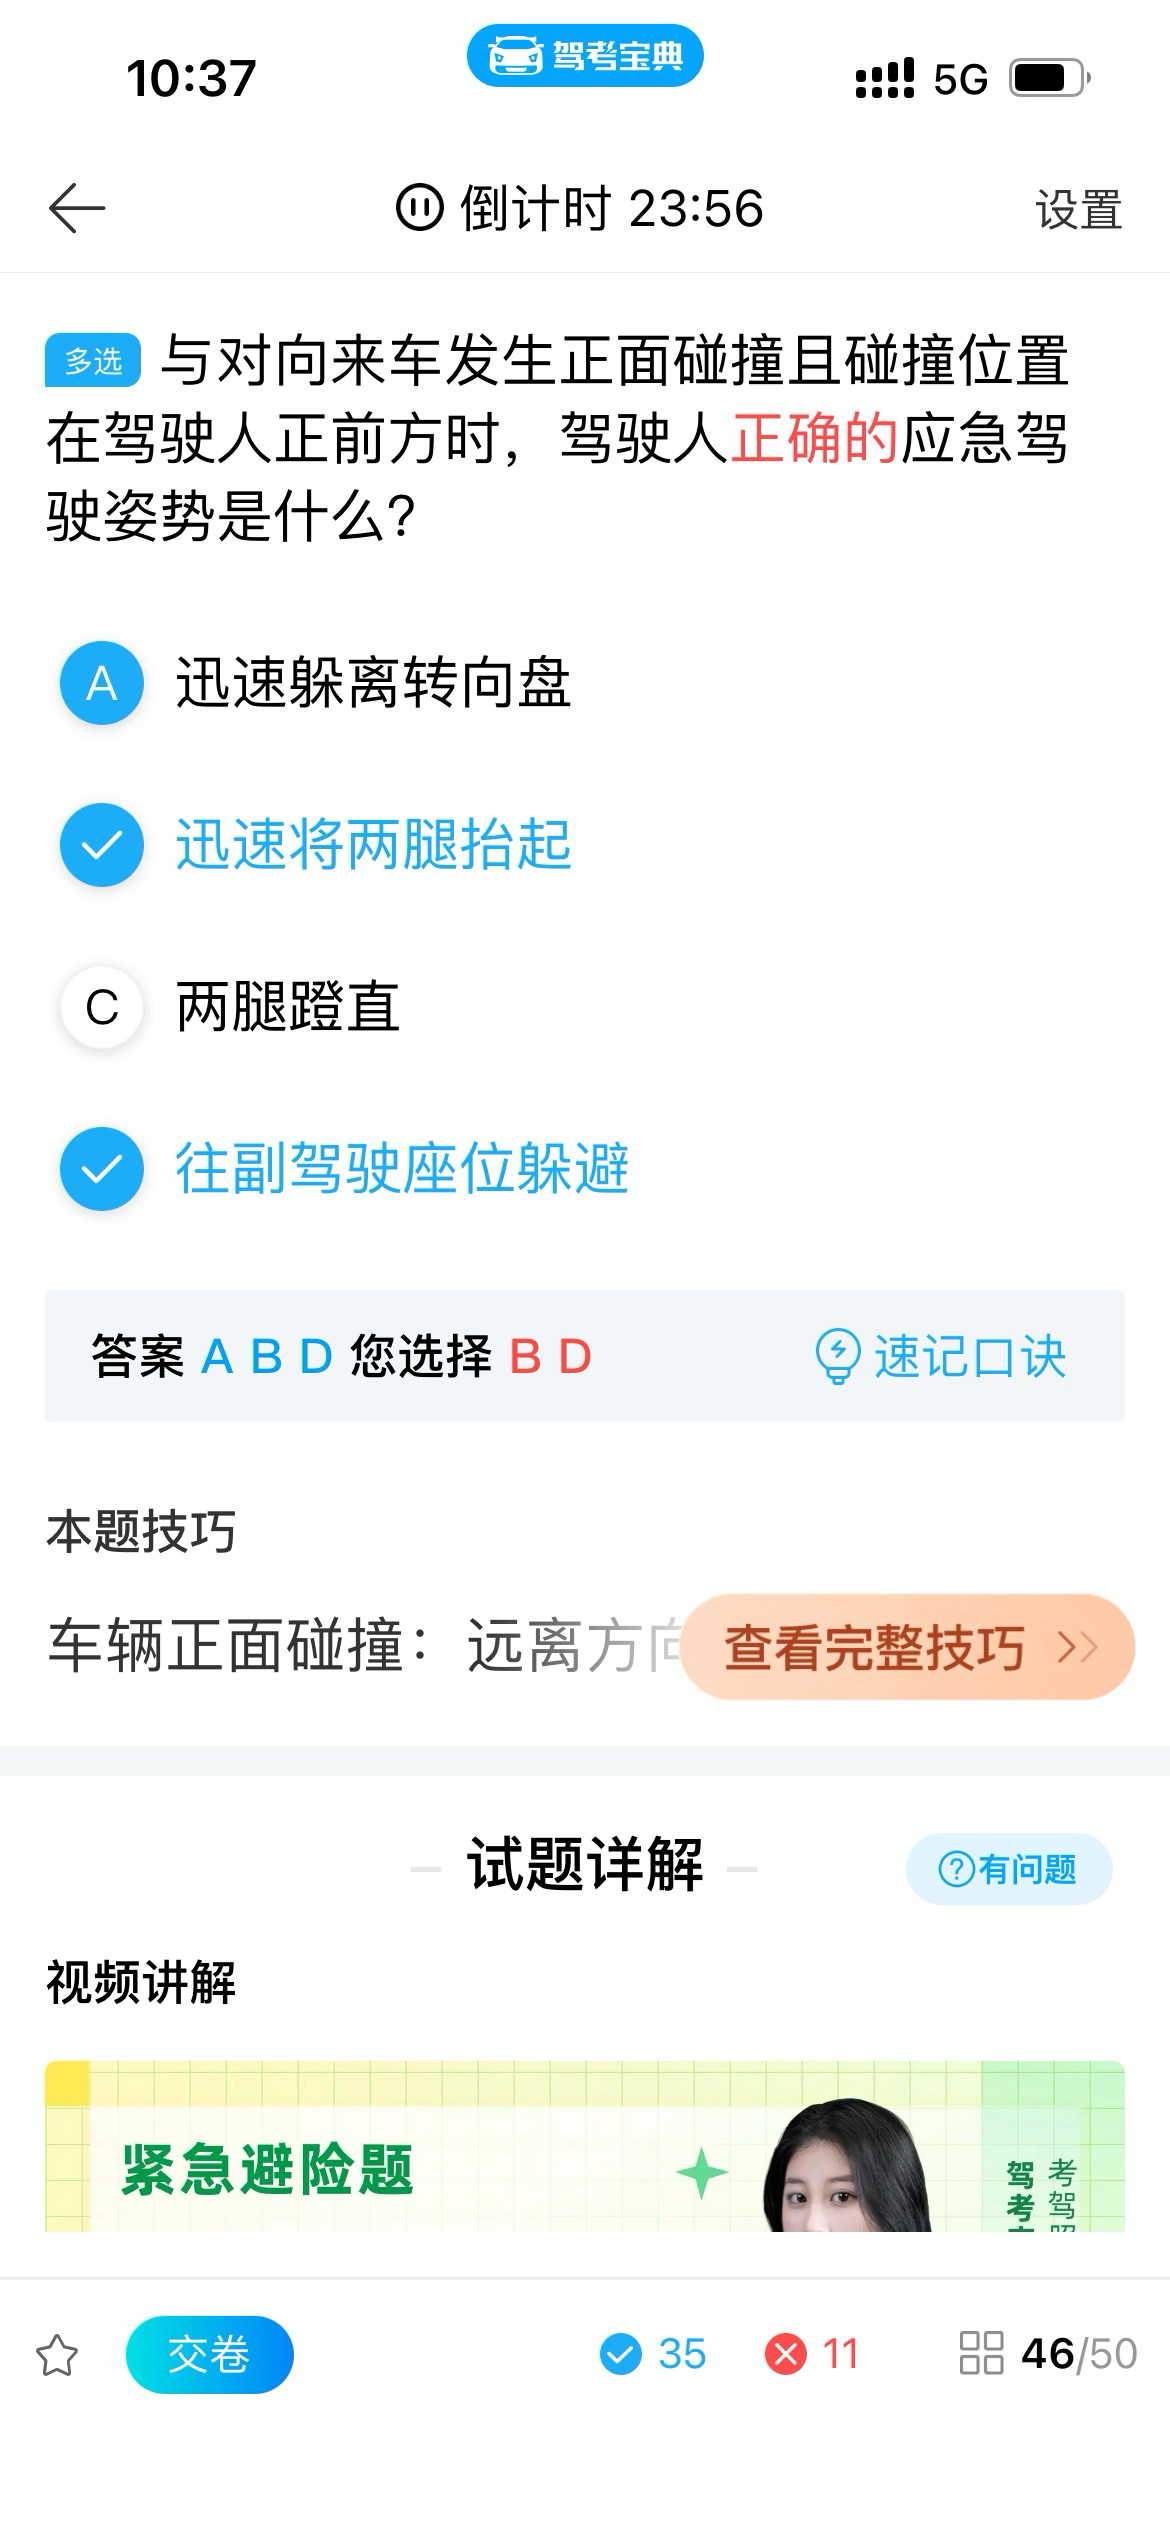 10:37
驾考宝典
5G
倒计时 23:56
设置
多选 与对向来车发生正面碰撞且碰撞位置
在驾驶人正前方时，驾驶人正确的应急驾
驶姿势是什么？
A 迅速躲离转向盘
迅速将两腿抬起
C 两腿蹬直
往副驾驶座位躲避
答案 A B D 您选择 B D
速记口诀
本题技巧
车辆正面碰撞：远离方向
查看完整技巧
试题详解
?有问题
视频讲解
紧急避险题
驾考
考驾
交卷
35
11
46/50